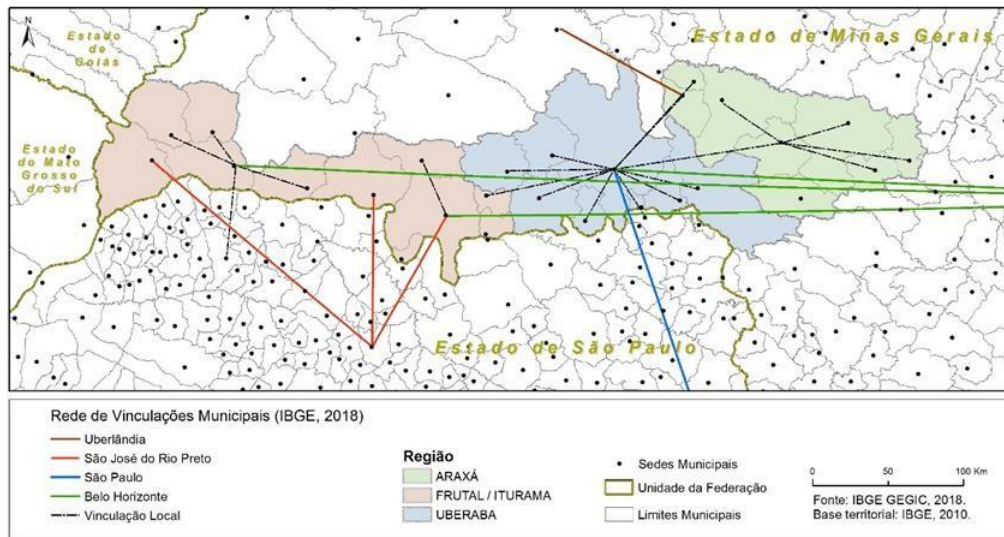 N
Estado
de
Goiás
Estado de Minas Gerais
Estado
do Mato
Grosso
do Sul
Estado de São Paulo
Rede de Vinculações Municipais (IBGE, 2018)
Uberlândia
São José do Rio Preto
São Paulo
Belo Horizonte
Vinculação Local
Região
ARAXÁ
FRUTAL / ITURAMA
UBERABA
Sedes Municipais
Unidade da Federação
Limites Municipais
0 50 100 Km
Fonte: IBGE GEGIC, 2018.
Base territorial: IBGE, 2010.